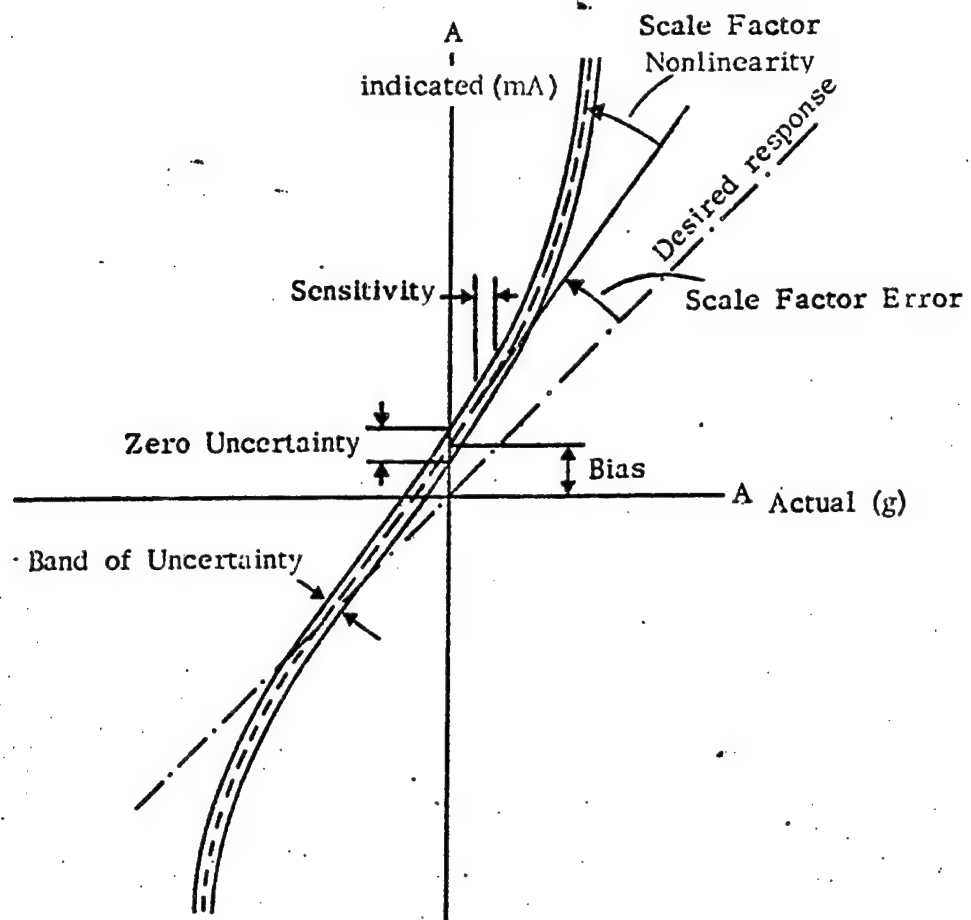 Scale Factor
Nonlinearity
A
indicated (mA)
Desired response
Sensitivity
Scale Factor Error
Zero Uncertainty
Bias
A Actual (g)
Band of Uncertainty